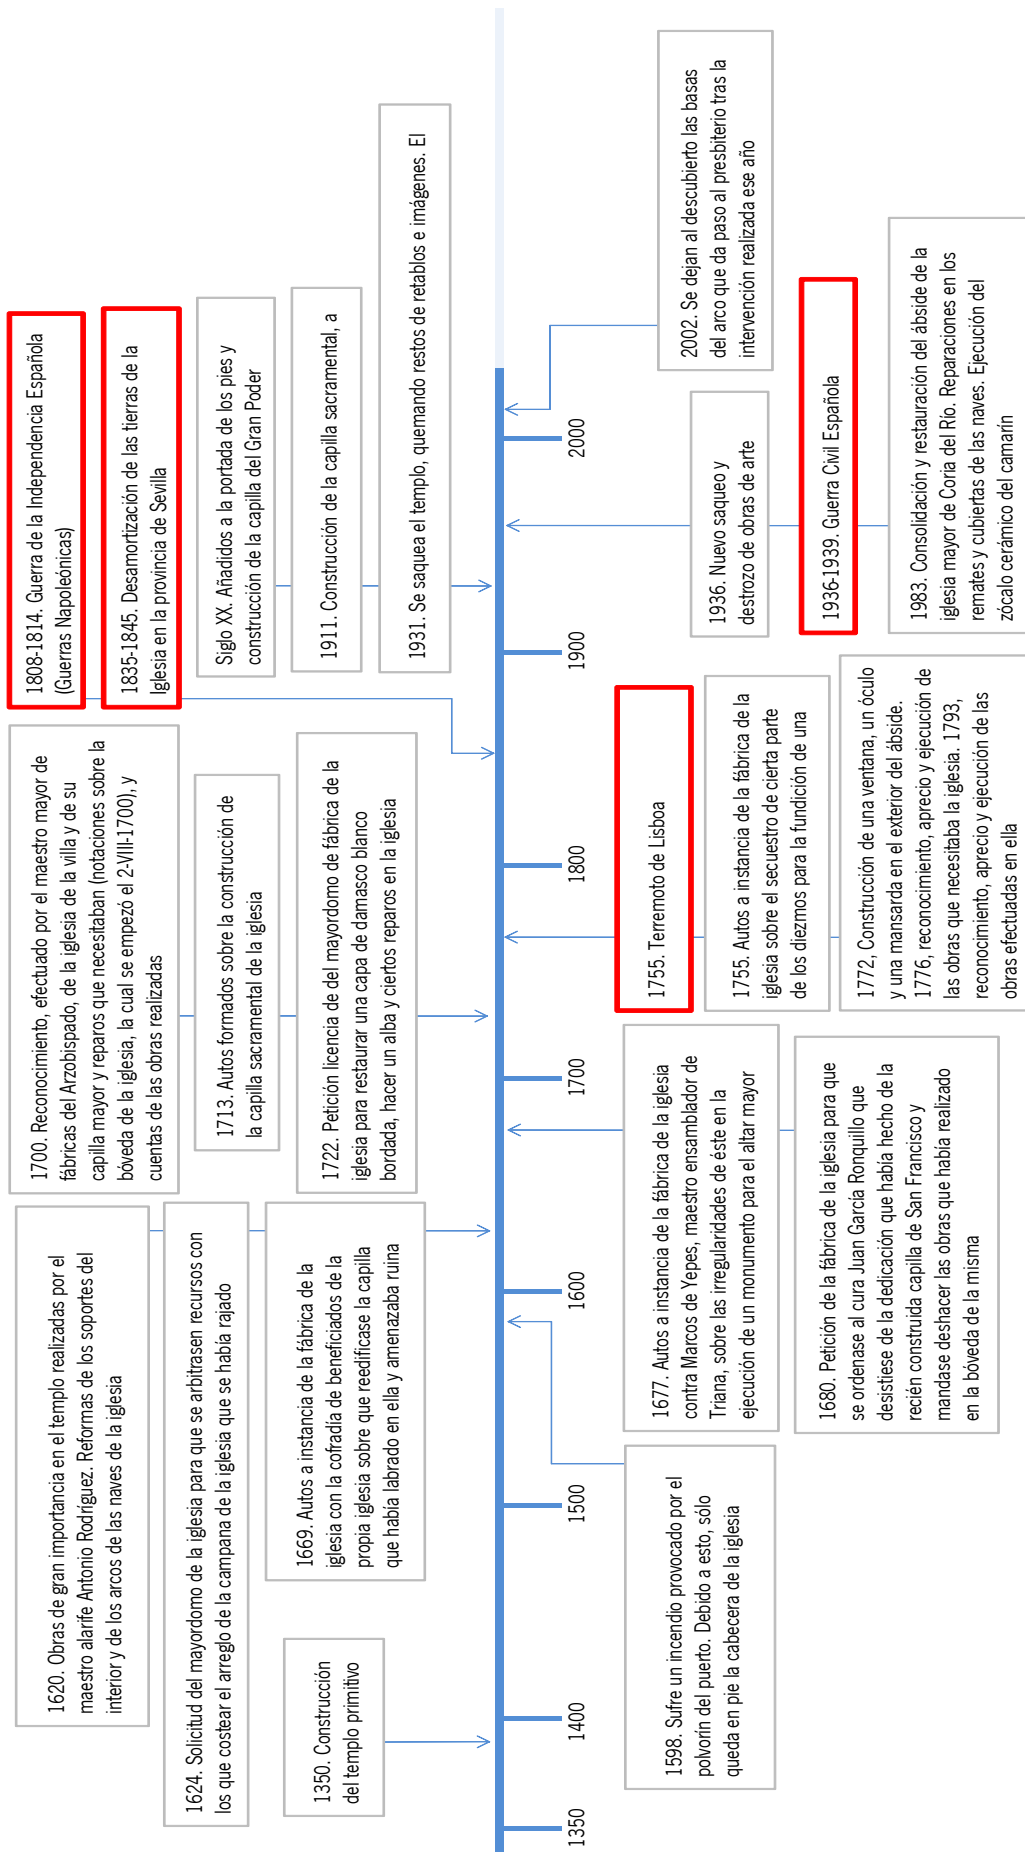 1620. Obras de gran importancia en el templo realizadas por el
maestro alarife Antonio Rodríguez. Reformas de los soportes del
interior y de los arcos de las naves de la iglesia
1624. Solicitud del mayordomo de la iglesia para que se arbitrasen recursos con
los que costear el arreglo de la campana de la iglesia que se había rajado
1669. Autos a instancia de la fábrica de la
iglesia con la cofradía de beneficiados de la
propia iglesia sobre que reedificase la capilla
que había labrado en ella y amenazaba ruina
1350. Construcción
del templo primitivo
1700. Reconocimiento, efectuado por el maestro mayor de
fábricas del Arzobispado, de la iglesia de la villa y de su
capilla mayor y reparos que necesitaban (notaciones sobre la
bóveda de la iglesia, la cual se empezó el 2-VIII-1700), y
cuentas de las obras realizadas
1713. Autos formados sobre la construcción de
la capilla sacramental de la iglesia
1722. Petición licencia de del mayordomo de fábrica de la
iglesia para restaurar una capa de damasco blanco
bordada, hacer un alba y ciertos reparos en la iglesia
1808-1814. Guerra de la Independencia Española
(Guerras Napoleónicas)
1835-1845. Desamortización de las tierras de la
Iglesia en la provincia de Sevilla
Siglo XX. Añadidos a la portada de los pies y
construcción de la capilla del Gran Poder
1911. Construcción de la capilla sacramental, a
1931. Se saquea el templo, quemando restos de retablos e imágenes. El
1350
1400
1500
1600
1700
1800
1900
2000
1598. Sufre un incendio provocado por el
polvorín del puerto. Debido a esto, sólo
queda en pie la cabecera de la iglesia
1677. Autos a instancia de la fábrica de la iglesia
contra Marcos de Yepes, maestro ensamblador de
Triana, sobre las irregularidades de éste en la
ejecución de un monumento para el altar mayor
1680. Petición de la fábrica de la iglesia para que
se ordenase al cura Juan García Ronquillo que
desistiese de la dedicación que había hecho de la
recién construida capilla de San Francisco y
mandase deshacer las obras que había realizado
en la bóveda de la misma
1755. Terremoto de Lisboa
1755. Autos a instancia de la fábrica de la
iglesia sobre el secuestro de cierta parte
de los diezmos para la fundición de una
1772, Construcción de una ventana, un óculo
y una mansarda en el exterior del ábside.
1776, reconocimiento, aprecio y ejecución de
las obras que necesitaba la iglesia. 1793,
reconocimiento, aprecio y ejecución de las
obras efectuadas en ella
1936. Nuevo saqueo y
destrozo de obras de arte
1936-1939. Guerra Civil Española
1983. Consolidación y restauración del ábside de la
iglesia mayor de Coria del Río. Reparaciones en los
remates y cubiertas de las naves. Ejecución del
zócalo cerámico del camarín
2002. Se dejan al descubierto las basas
del arco que da paso al presbiterio tras la
intervención realizada ese año